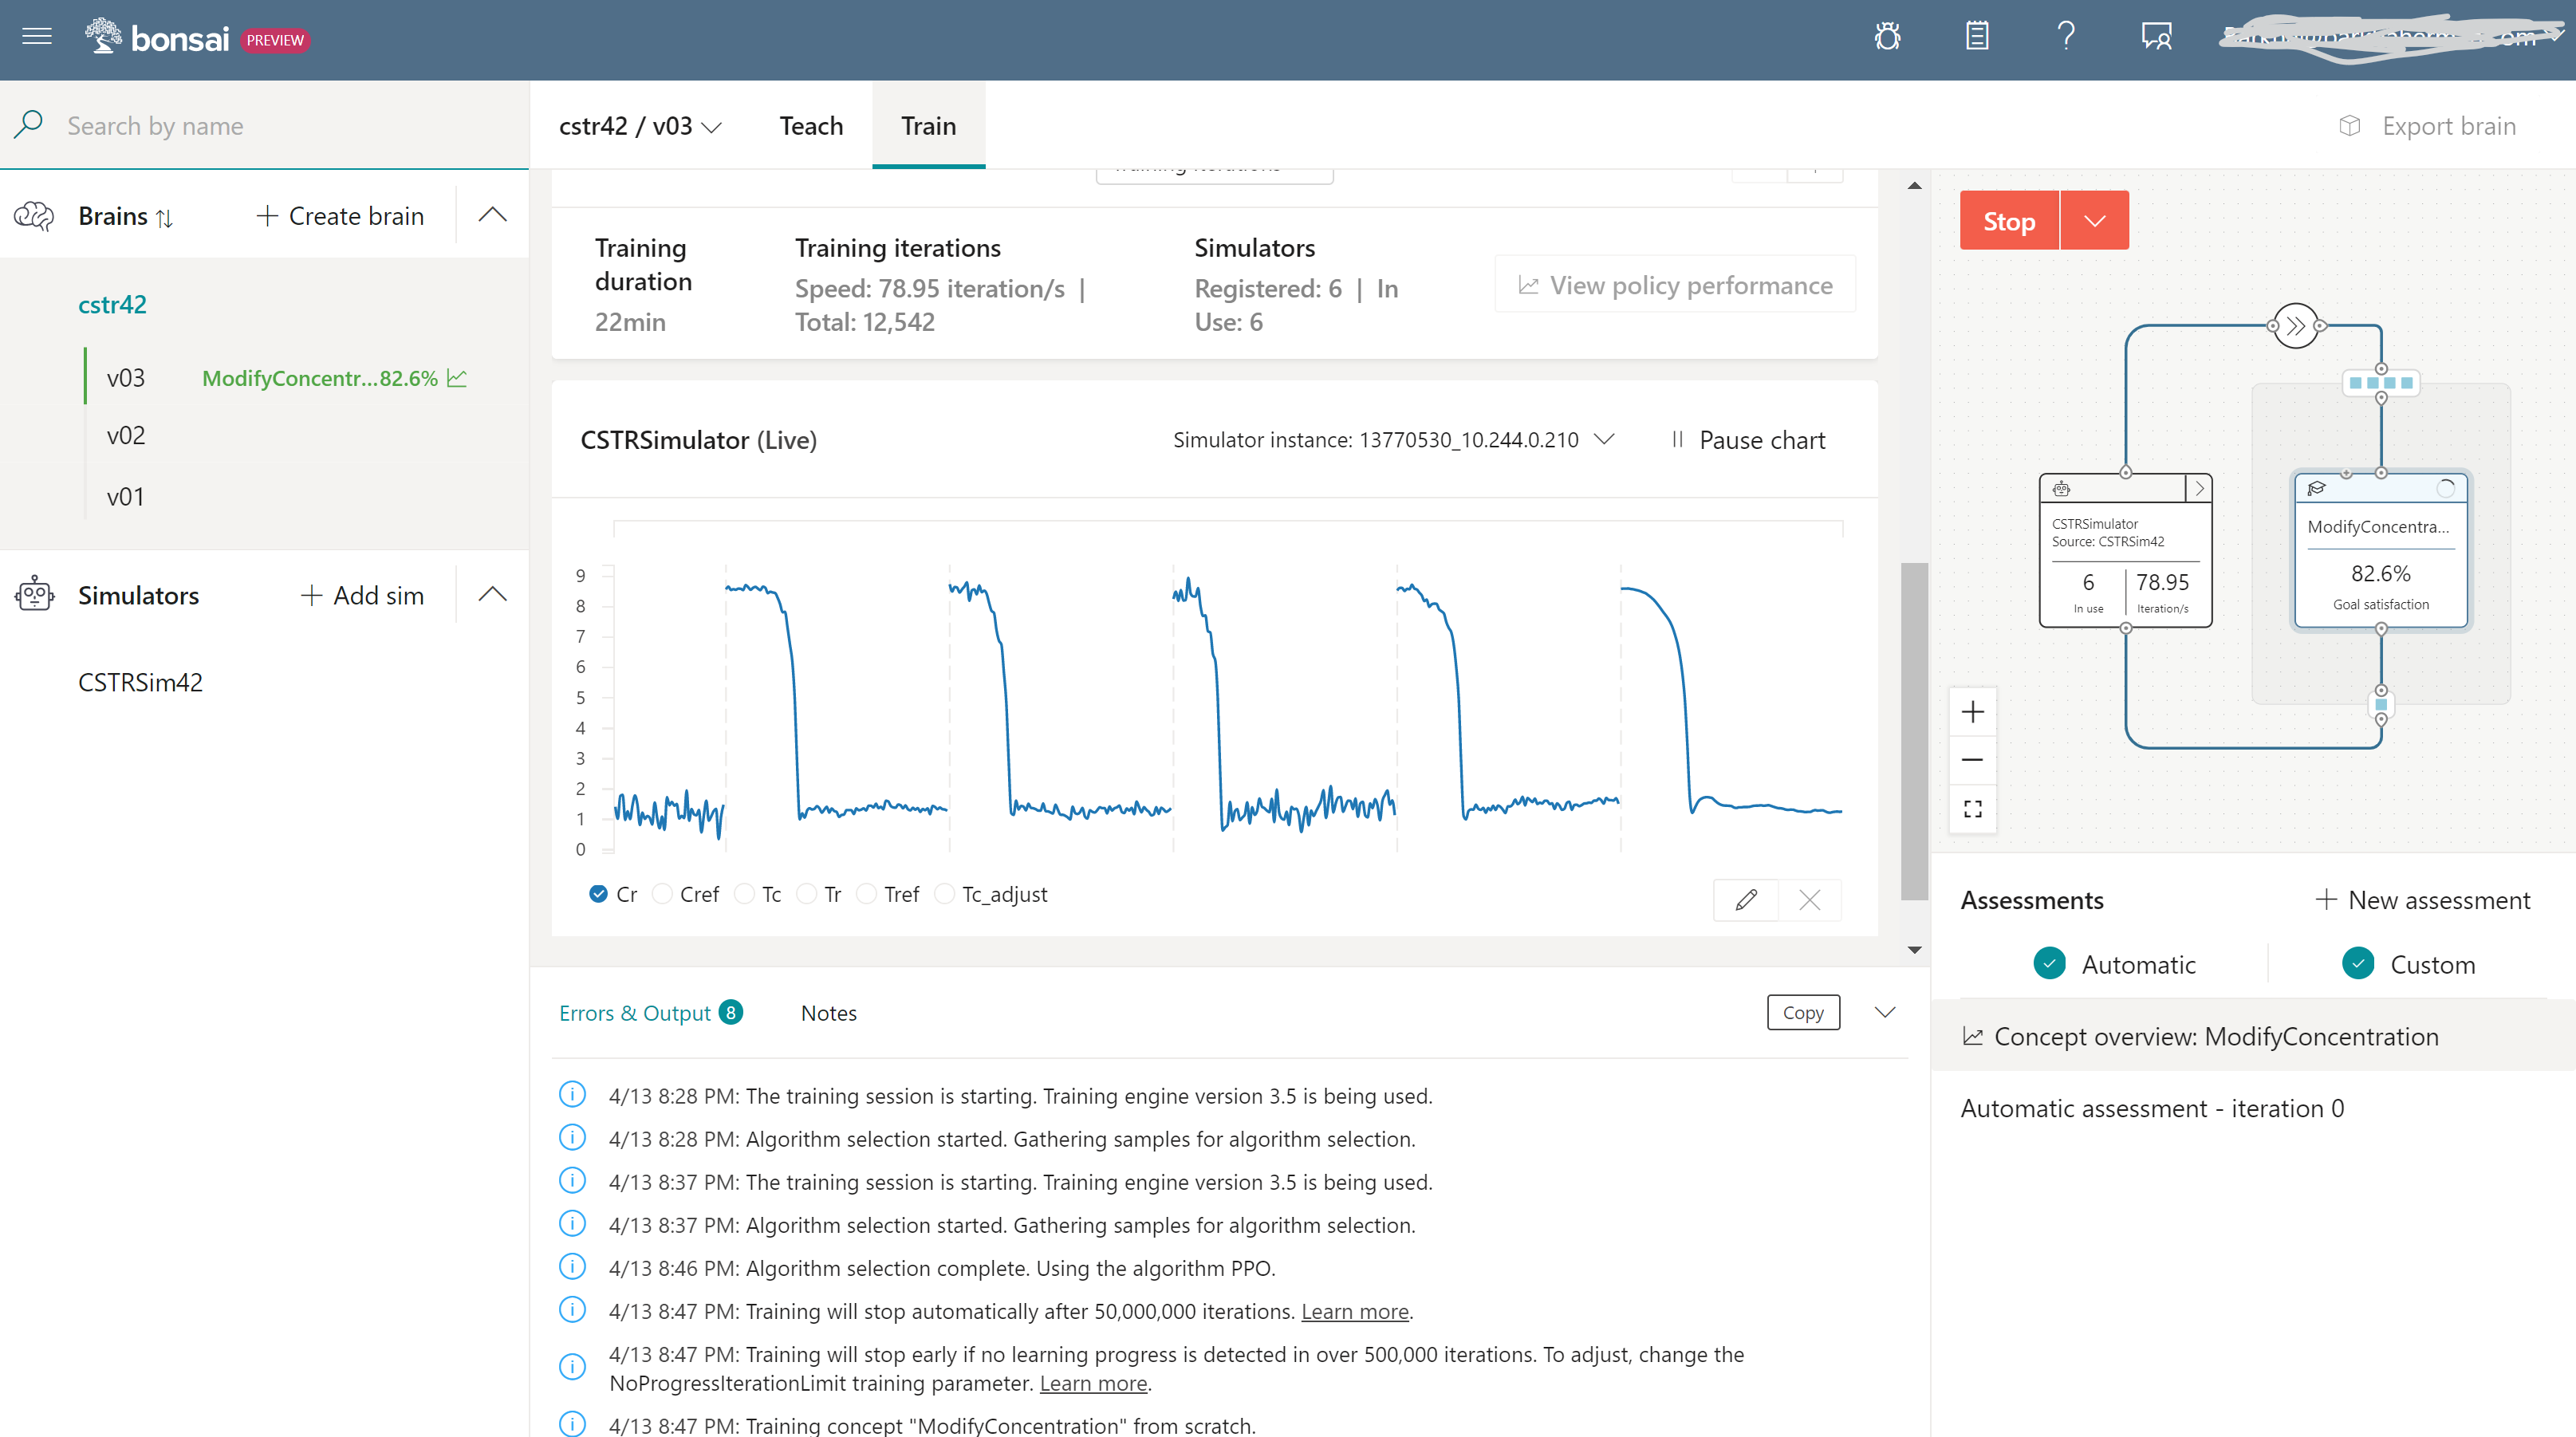 bonsai PREVIEW
Search by name
cstr42 / v03
Teach
Train
Export brain
Brains
Create brain
cstr42
v03 ModifyConcentr...82.6%
v02
v01
Simulators
Add sim
CSTRSim42
Training duration
22min
Training iterations
Speed: 78.95 iteration/s |
Total: 12,542
Simulators
Registered: 6 | In
Use: 6
View policy performance
CSTRSimulator (Live)
Simulator instance: 13770530_10.244.0.210
Pause chart
9
8
7
6
5
4
3
2
1
0
Cr Cref Tc Tr Tref Tc_adjust
Errors & Output 8
Notes
Copy
4/13 8:28 PM: The training session is starting. Training engine version 3.5 is being used.
4/13 8:28 PM: Algorithm selection started. Gathering samples for algorithm selection.
4/13 8:37 PM: The training session is starting. Training engine version 3.5 is being used.
4/13 8:37 PM: Algorithm selection started. Gathering samples for algorithm selection.
4/13 8:46 PM: Algorithm selection complete. Using the algorithm PPO.
4/13 8:47 PM: Training will stop automatically after 50,000,000 iterations. Learn more.
4/13 8:47 PM: Training will stop early if no learning progress is detected in over 500,000 iterations. To adjust, change the
NoProgressIterationLimit training parameter. Learn more.
4/13 8:47 PM: Training concept "ModifyConcentration" from scratch.
Stop
CSTRSimulator
Source: CSTRSim42
6 78.95
In use Iteration/s
ModifyConcentra...
82.6%
Goal satisfaction
Assessments
New assessment
Automatic
Custom
Concept overview: ModifyConcentration
Automatic assessment - iteration 0